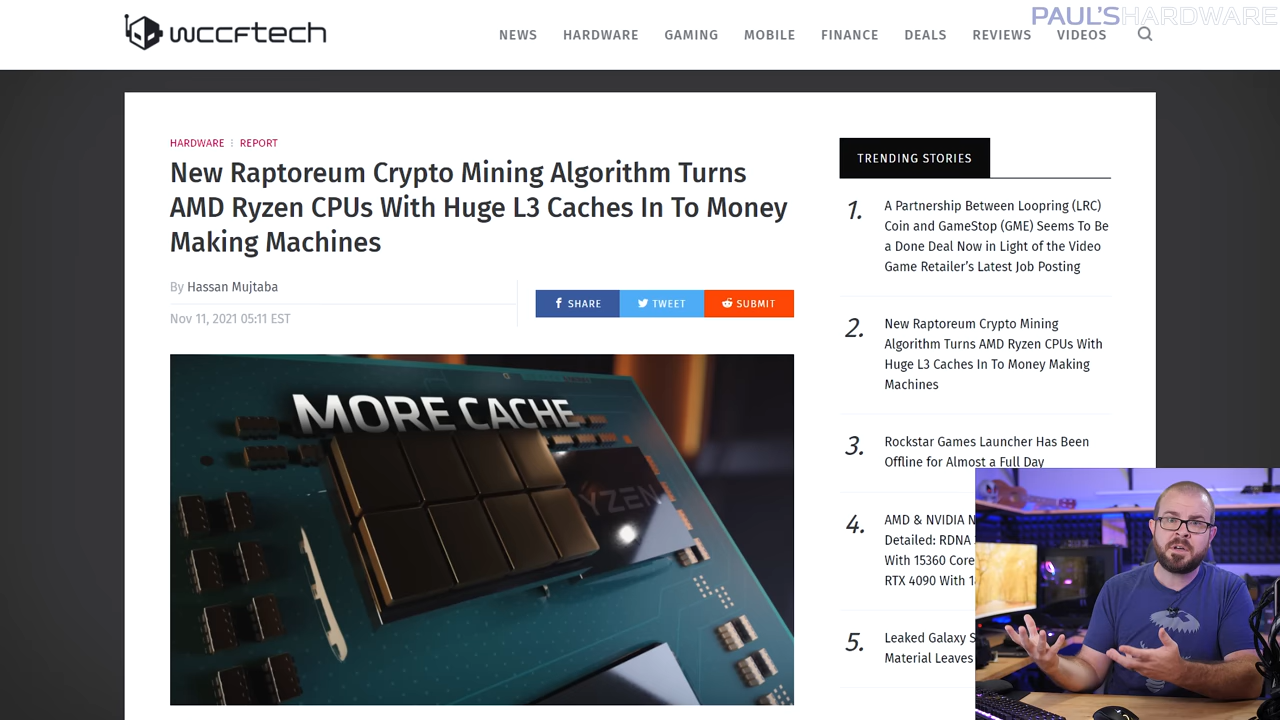 PAUL'SHARDWARE
wccftech
NEWS HARDWARE GAMING MOBILE FINANCE DEALS REVIEWS VIDEOS
HARDWARE ⋮ REPORT
New Raptoreum Crypto Mining Algorithm Turns
AMD Ryzen CPUs With Huge L3 Caches In To Money
Making Machines
By Hassan Mujtaba
Nov 11, 2021 05:11 EST
SHARE TWEET SUBMIT
MORE CACHE
RYZEN
TRENDING STORIES
1. A Partnership Between Loopring (LRC)
Coin and GameStop (GME) Seems To Be
a Done Deal Now in Light of the Video
Game Retailer's Latest Job Posting
2. New Raptoreum Crypto Mining
Algorithm Turns AMD Ryzen CPUs With
Huge L3 Caches In To Money Making
Machines
3. Rockstar Games Launcher Has Been
Offline for Almost a Full Day
4. AMD & NVIDIA N
Detailed: RDNA
With 15360 Core
RTX 4090 With 1
5. Leaked Galaxy S
Material Leaves